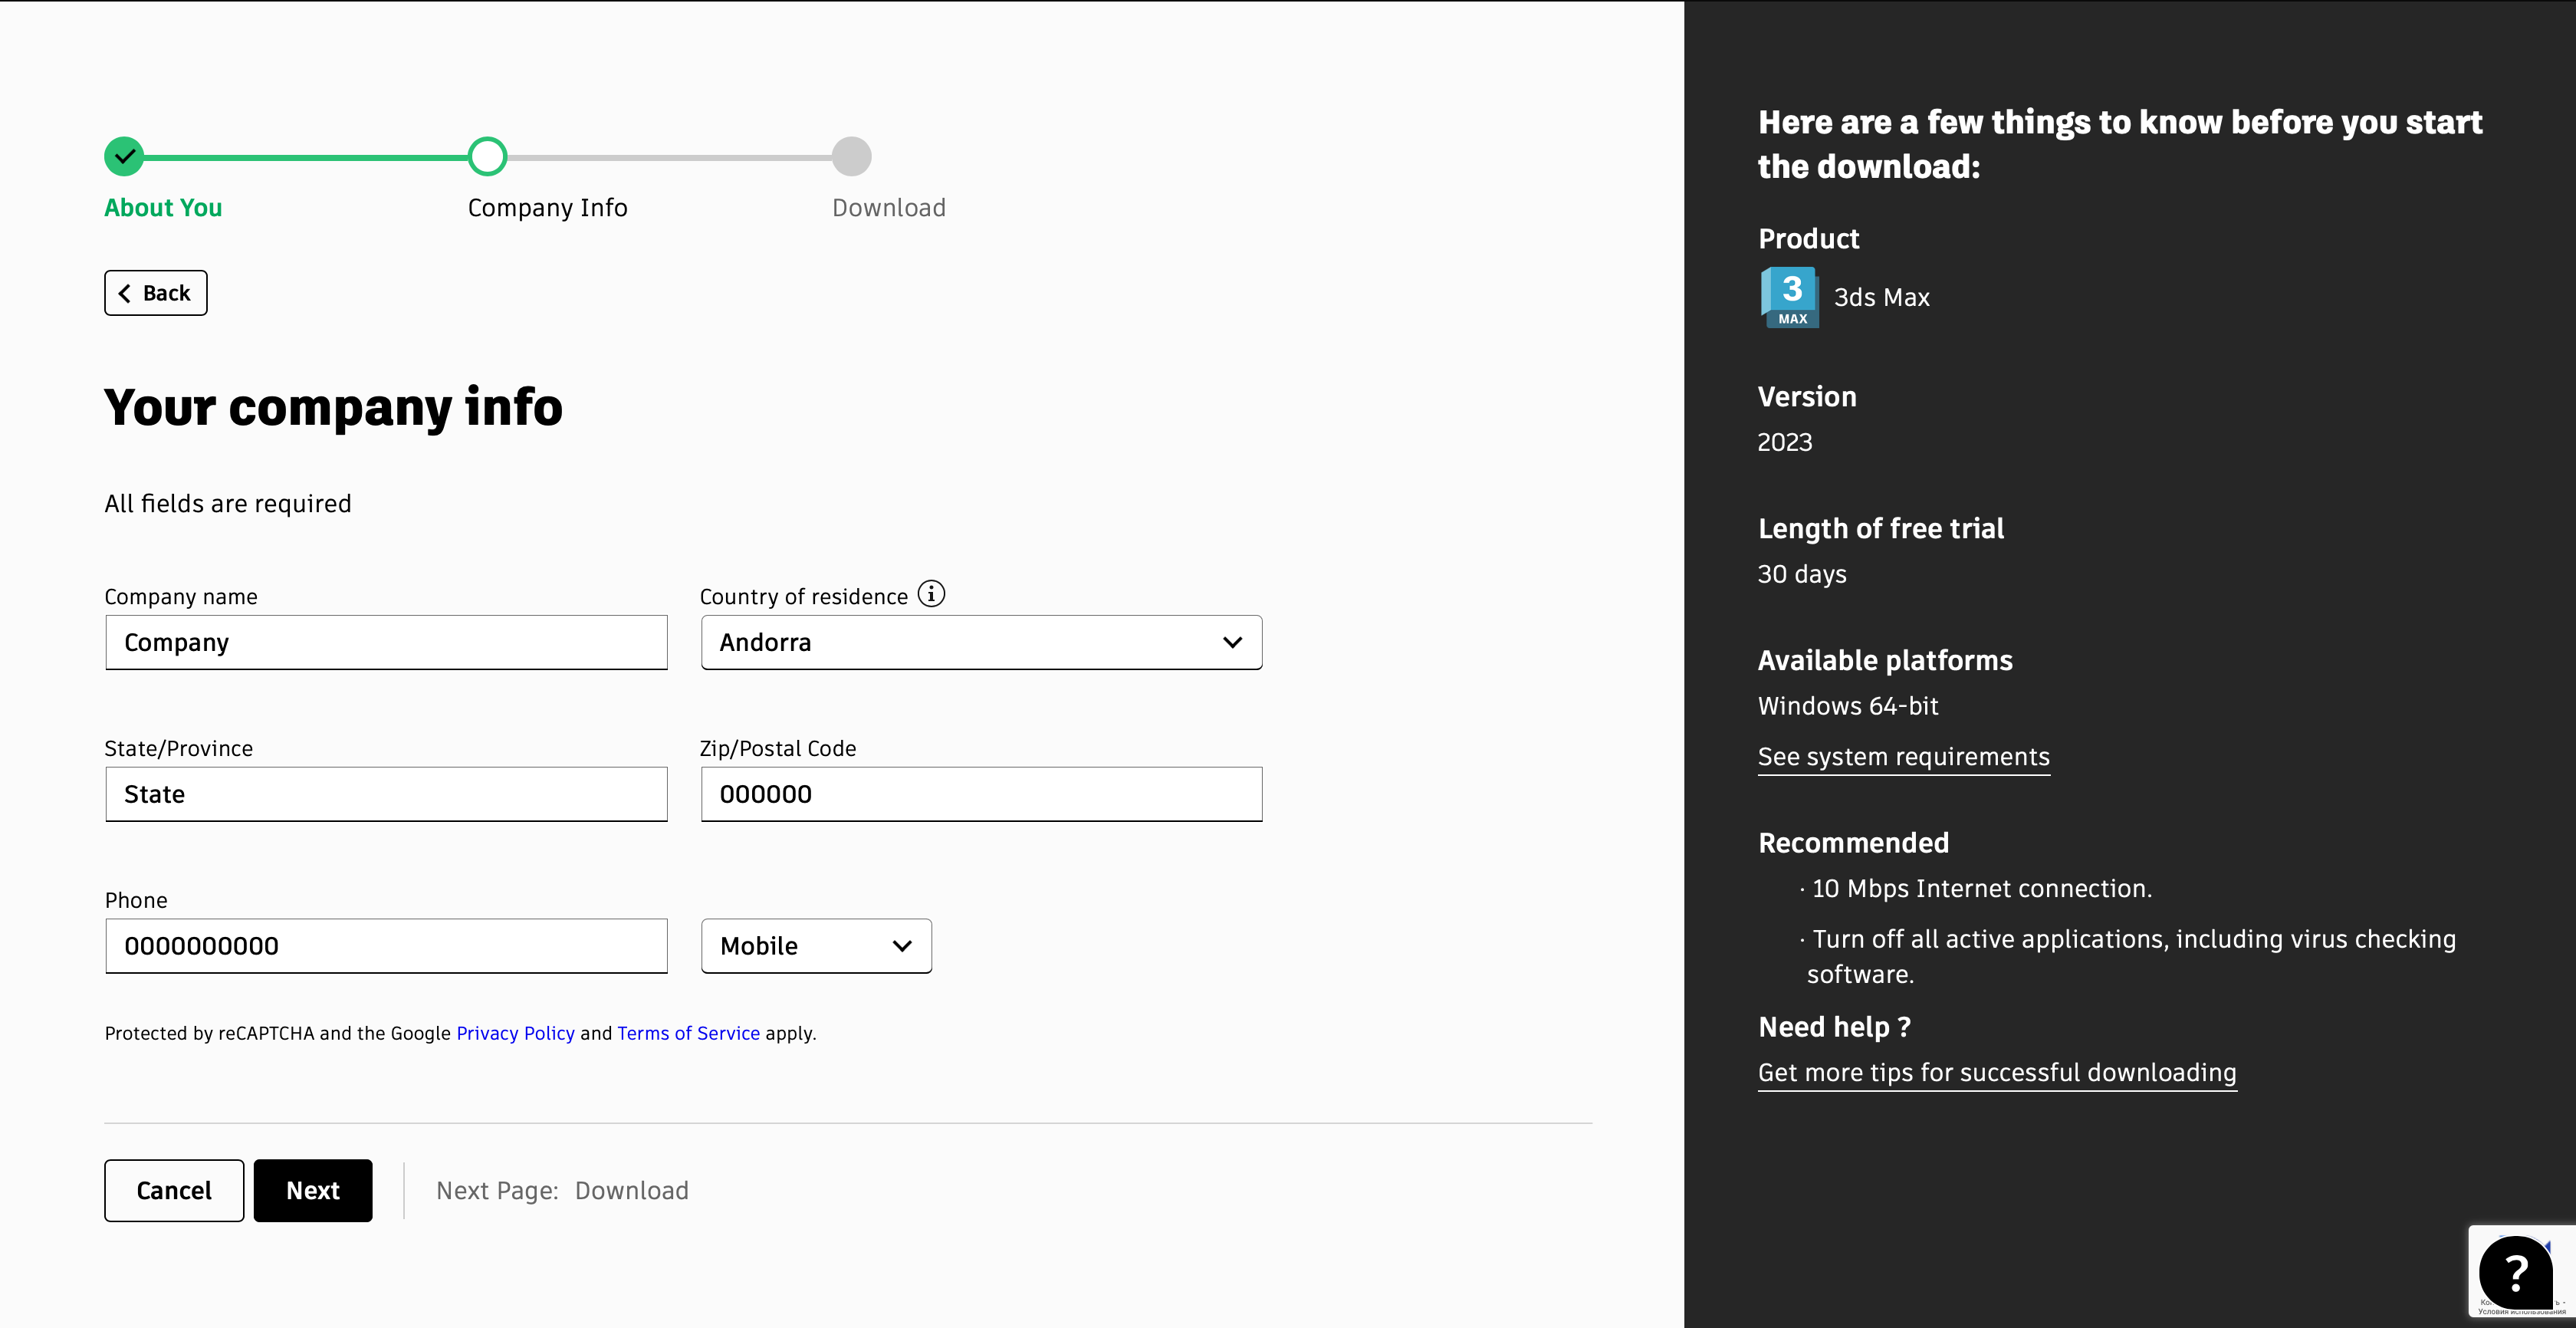 About You
Company Info
Download
Back
Your company info
All fields are required
Company name
Country of residence
Company
Andorra
State/Province
Zip/Postal Code
State
000000
Phone
0000000000
Mobile
Protected by reCAPTCHA and the Google Privacy Policy and Terms of Service apply.
Cancel
Next
Next Page: Download
Here are a few things to know before you start
the download:
Product
3
MAX
3ds Max
Version
2023
Length of free trial
30 days
Available platforms
Windows 64-bit
See system requirements
Recommended
· 10 Mbps Internet connection.
· Turn off all active applications, including virus checking
software.
Need help ?
Get more tips for successful downloading
?
Условия использования